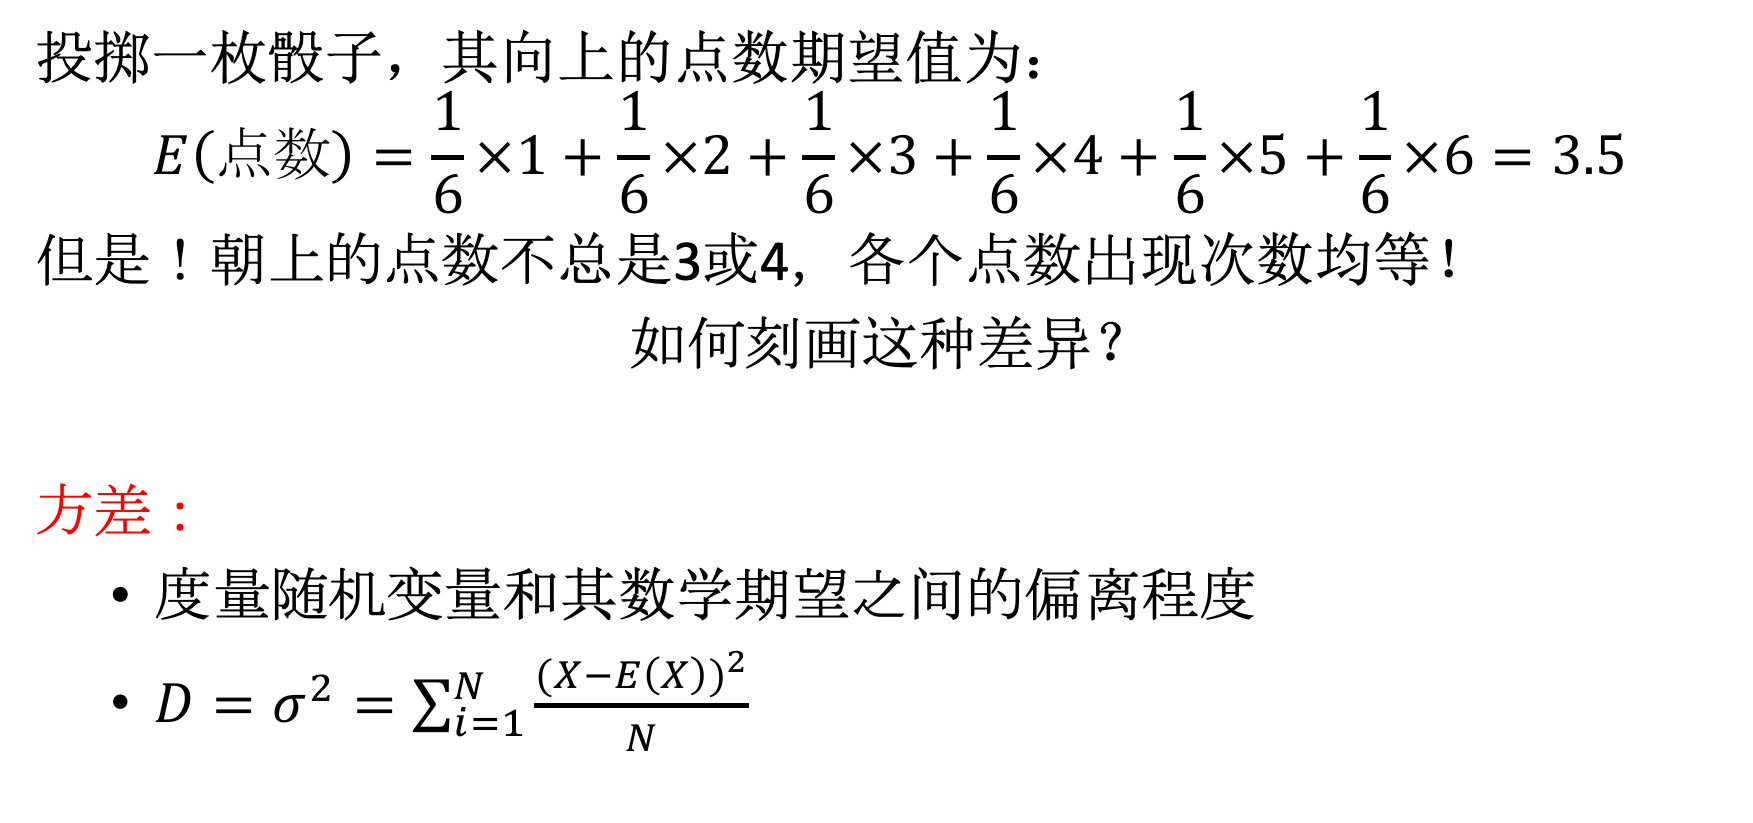 投掷一枚骰子，其向上的点数期望值为：
E(点数) = 1/6×1 + 1/6×2 + 1/6×3 + 1/6×4 + 1/6×5 + 1/6×6 = 3.5
但是！朝上的点数不总是3或4，各个点数出现次数均等！
如何刻画这种差异？
方差：
• 度量随机变量和其数学期望之间的偏离程度
• D = σ² = ∑_{i=1}^{N} (X−E(X))²/N